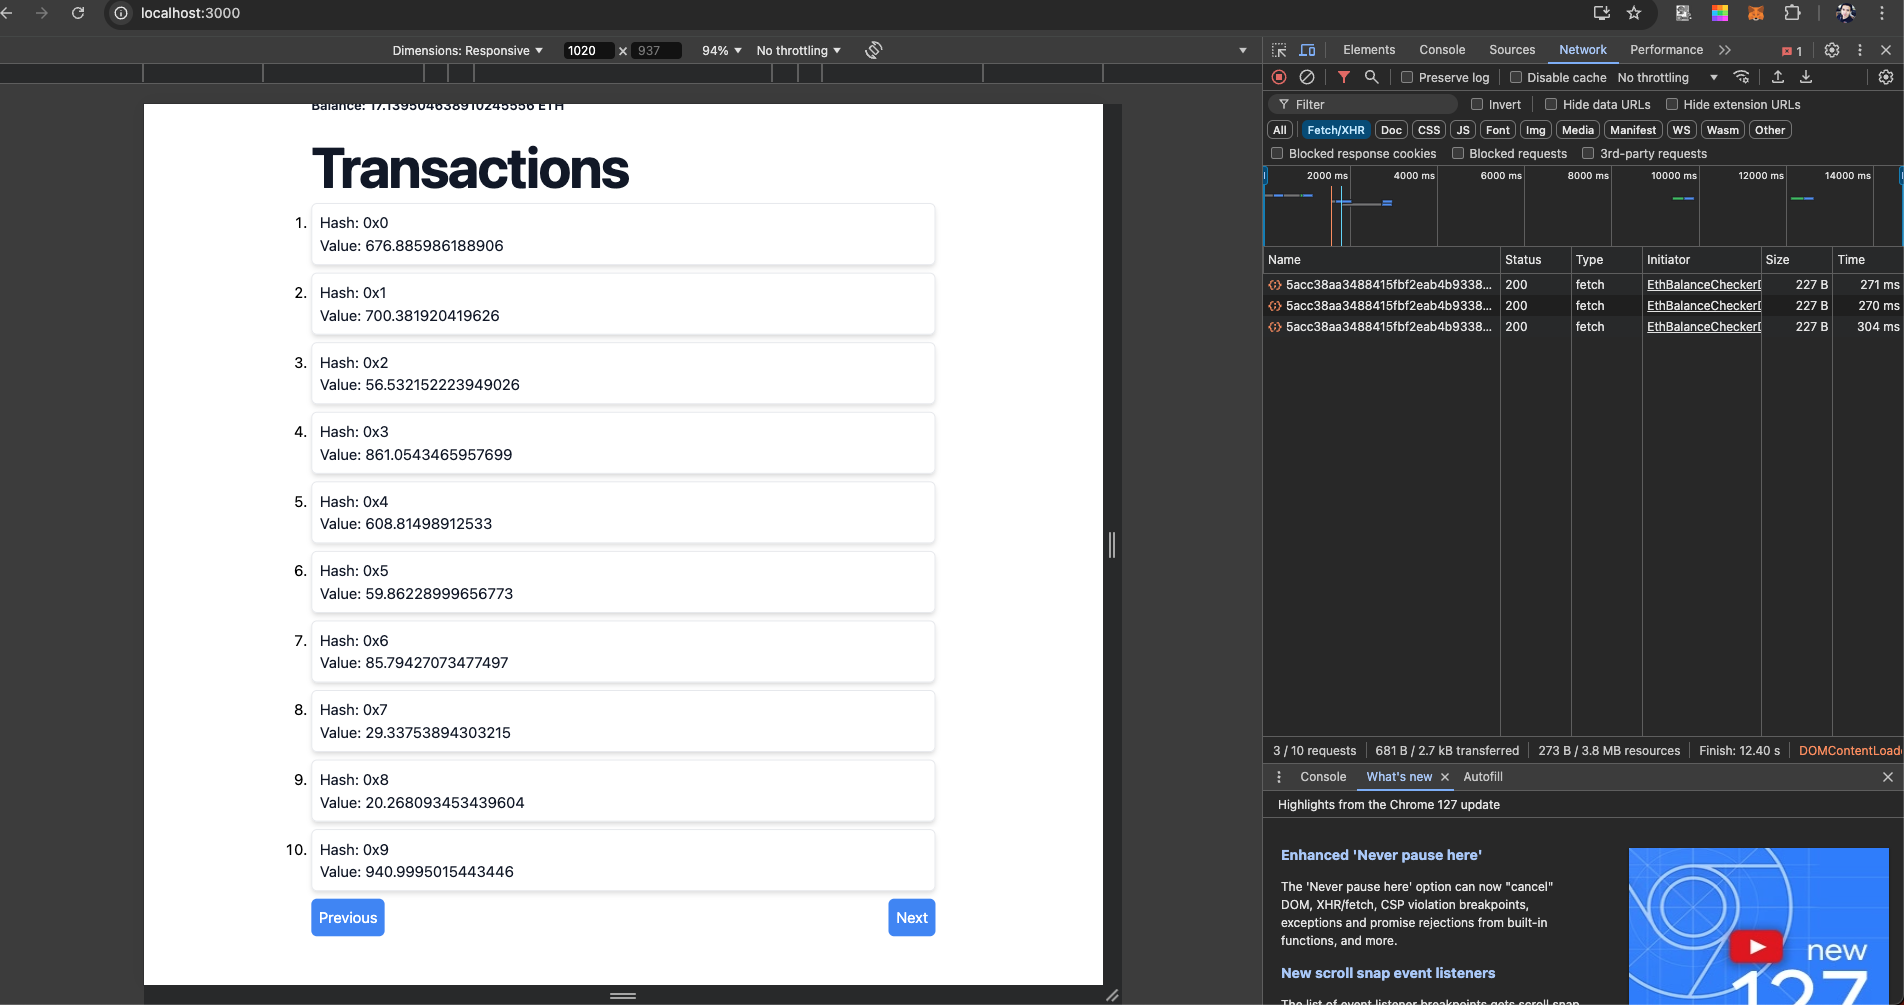 localhost:3000
Dimensions: Responsive 1020 x 937 94% No throttling
Elements Console Sources Network Performance 1
Preserve log Disable cache No throttling
Filter Invert Hide data URLs Hide extension URLs
All Fetch/XHR Doc CSS JS Font Img Media Manifest WS Wasm Other
Blocked response cookies Blocked requests 3rd-party requests
2000 ms 4000 ms 6000 ms 8000 ms 10000 ms 12000 ms 14000 ms
Name Status Type Initiator Size Time
5acc38aa3488415fbf2eab4b9338... 200 fetch EthBalanceChecker 227 B 271 ms
5acc38aa3488415fbf2eab4b9338... 200 fetch EthBalanceChecker 227 B 270 ms
5acc38aa3488415fbf2eab4b9338... 200 fetch EthBalanceChecker 227 B 304 ms
3 / 10 requests 681 B / 2.7 kB transferred 273 B / 3.8 MB resources Finish: 12.40 s DOMContentLoad
Console What's new Autofill
Highlights from the Chrome 127 update
Enhanced 'Never pause here'
The 'Never pause here' option can now "cancel"
DOM, XHR/fetch, CSP violation breakpoints,
exceptions and promise rejections from built-in
functions, and more.
New scroll snap event listeners
The list of event listener breakpoints gets scroll snap
new
127
Balance: 17.139504638910245556 ETH
Transactions
1. Hash: 0x0
Value: 676.885986188906
2. Hash: 0x1
Value: 700.381920419626
3. Hash: 0x2
Value: 56.532152223949026
4. Hash: 0x3
Value: 861.0543465957699
5. Hash: 0x4
Value: 608.81498912533
6. Hash: 0x5
Value: 59.86228999656773
7. Hash: 0x6
Value: 85.79427073477497
8. Hash: 0x7
Value: 29.33753894303215
9. Hash: 0x8
Value: 20.268093453439604
10. Hash: 0x9
Value: 940.9995015443446
Previous Next